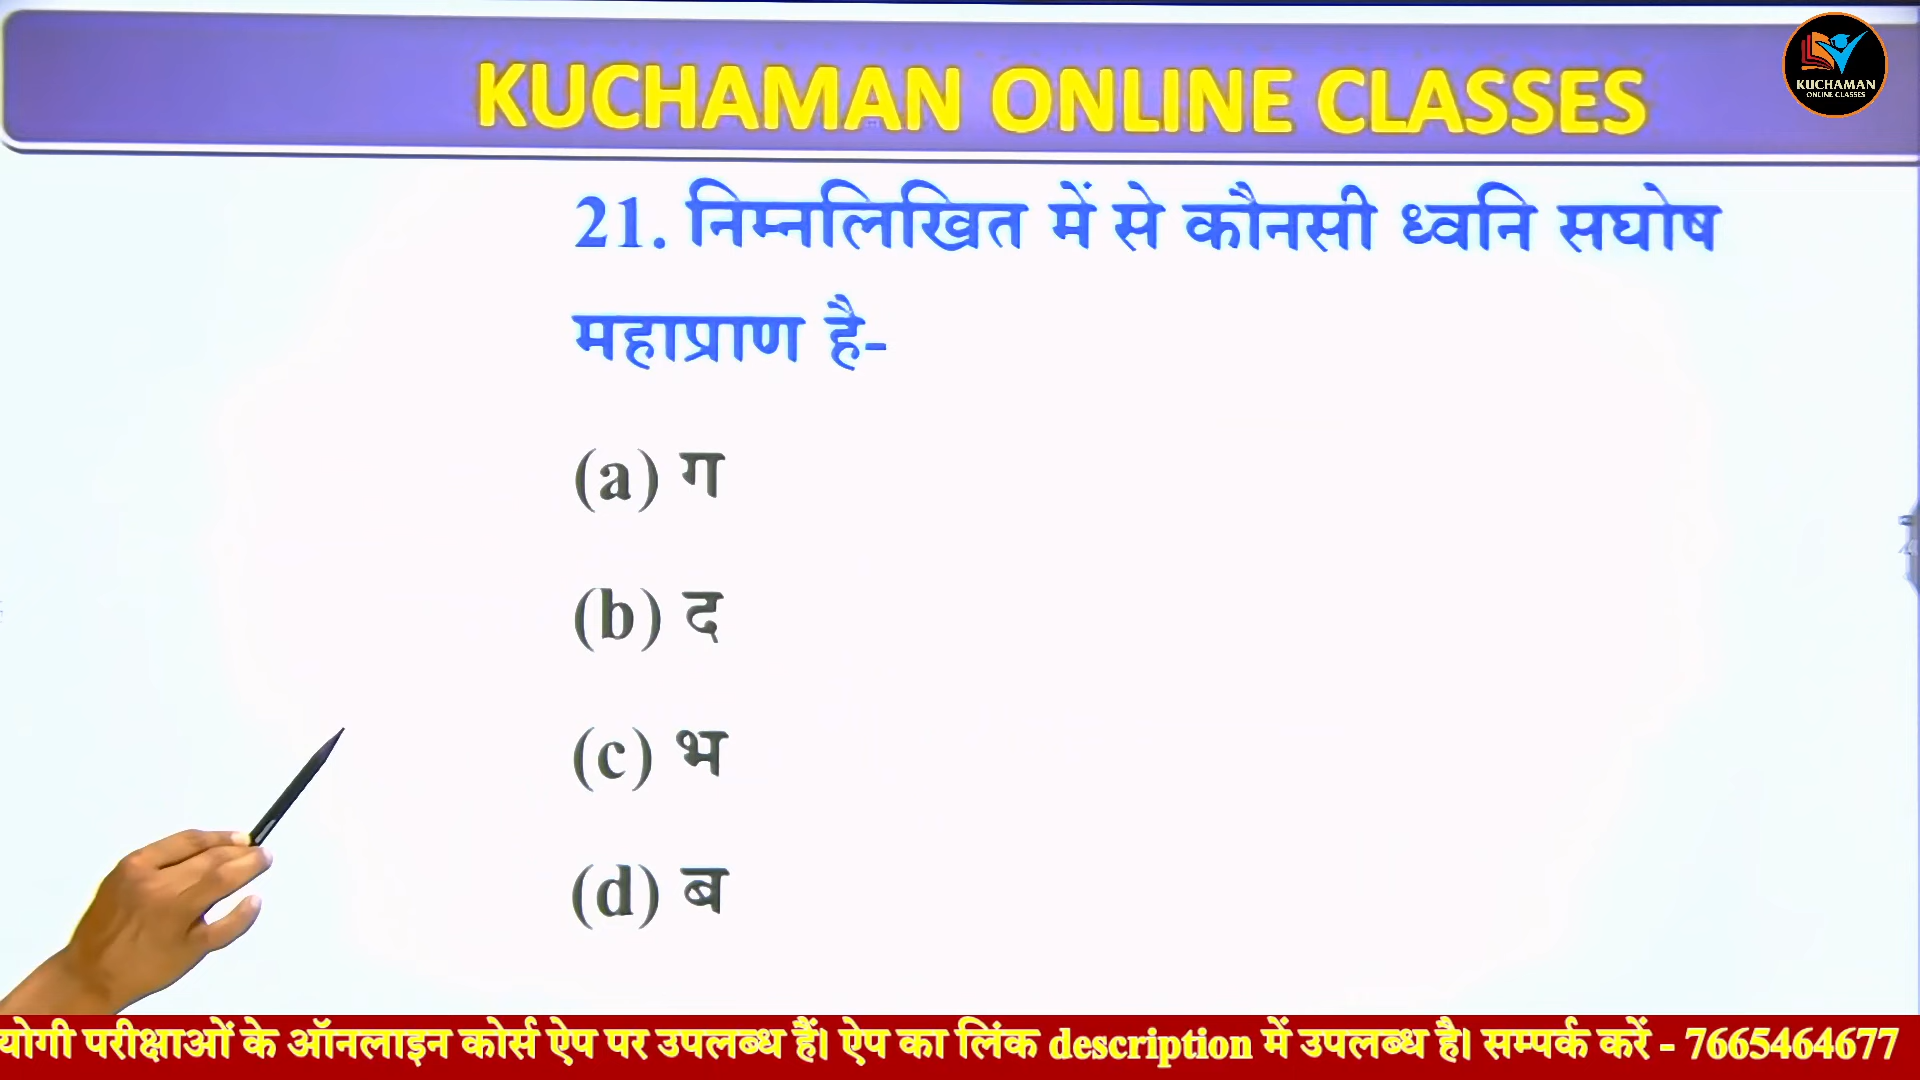 KUCHAMAN ONLINE CLASSES
KUCHAMAN
ONLINE CLASSES
21. निम्नलिखित में से कौनसी ध्वनि सघोष
महाप्राण है-
(a) ग
(b) द
(c) भ
(d) ब
योगी परीक्षाओं के ऑनलाइन कोर्स ऐप पर उपलब्ध हैं। ऐप का लिंक description में उपलब्ध है। सम्पर्क करें - 7665464677